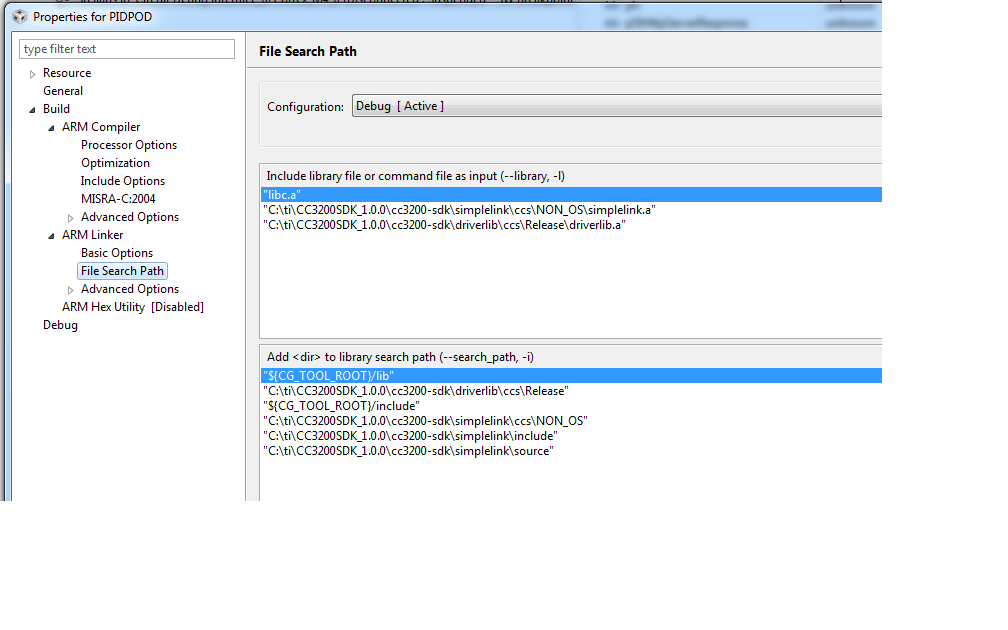 Properties for PIDPOD
type filter text
Resource
General
Build
ARM Compiler
Processor Options
Optimization
Include Options
MISRA-C:2004
Advanced Options
ARM Linker
Basic Options
File Search Path
Advanced Options
ARM Hex Utility [Disabled]
Debug
File Search Path
Configuration: Debug [ Active ]
Include library file or command file as input (--library, -l)
"libc.a"
"C:\ti\CC3200SDK_1.0.0\cc3200-sdk\simplelink\ccs\NON_OS\simplelink.a"
"C:\ti\CC3200SDK_1.0.0\cc3200-sdk\driverlib\ccs\Release\driverlib.a"
Add <dir> to library search path (--search_path, -i)
"${CG_TOOL_ROOT}/lib"
"C:\ti\CC3200SDK_1.0.0\cc3200-sdk\driverlib\ccs\Release"
"${CG_TOOL_ROOT}/include"
"C:\ti\CC3200SDK_1.0.0\cc3200-sdk\simplelink\ccs\NON_OS"
"C:\ti\CC3200SDK_1.0.0\cc3200-sdk\simplelink\include"
"C:\ti\CC3200SDK_1.0.0\cc3200-sdk\simplelink\source"